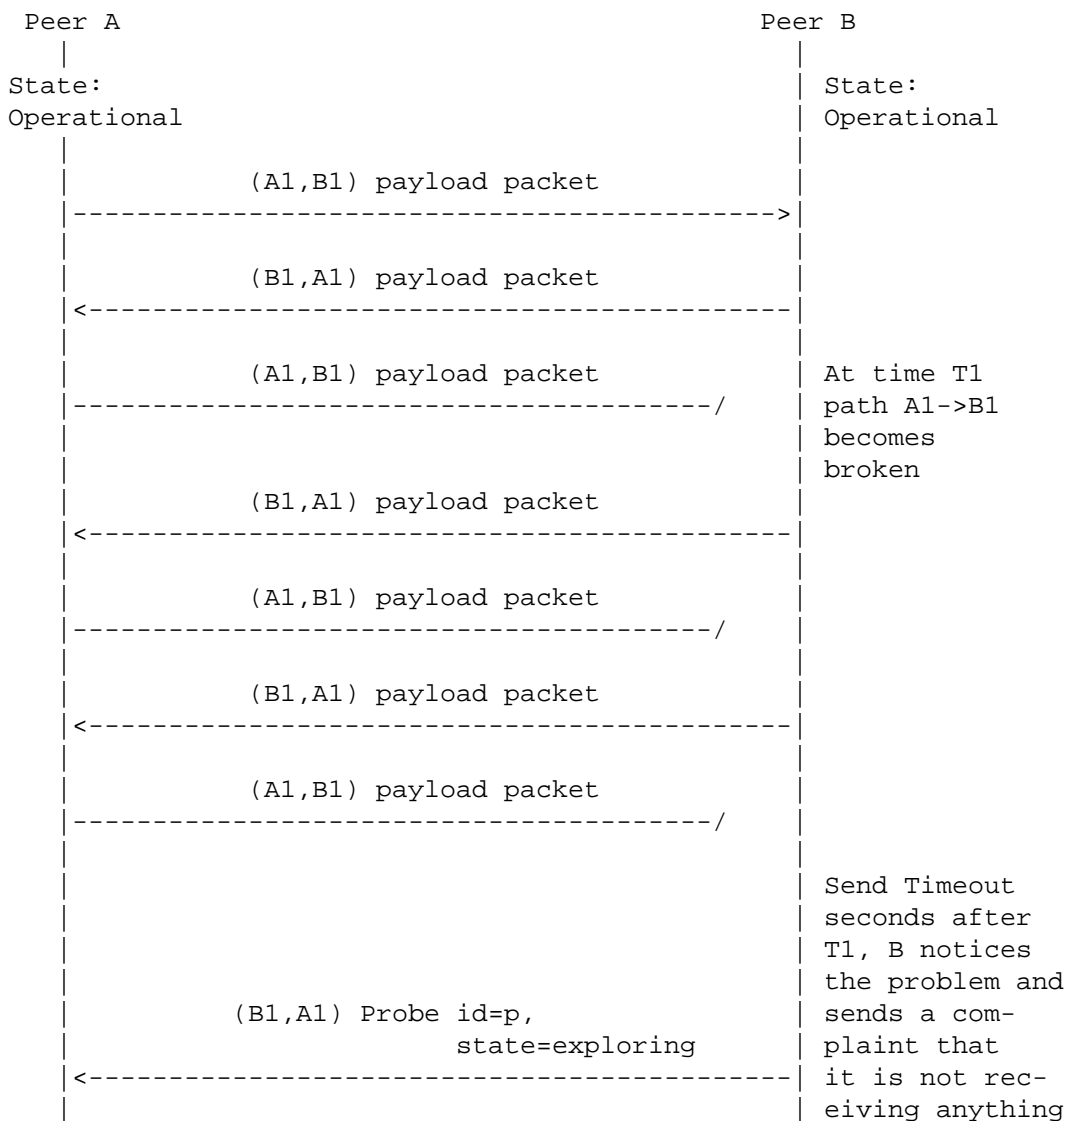 Peer A                                        Peer B
  |                                             |
State:                                            | State:
Operational                                       | Operational
   |                                             |
   |           (A1,B1) payload packet            |
   |-------------------------------------------->|
   |                                             |
   |           (B1,A1) payload packet            |
   |<--------------------------------------------|
   |                                             |
   |           (A1,B1) payload packet            | At time T1
   |----------------------------------------/    | path A1->B1
   |                                             | becomes
   |                                             | broken
   |           (B1,A1) payload packet            |
   |<--------------------------------------------|
   |                                             |
   |           (A1,B1) payload packet            |
   |----------------------------------------/    |
   |                                             |
   |           (B1,A1) payload packet            |
   |<--------------------------------------------|
   |                                             |
   |           (A1,B1) payload packet            |
   |----------------------------------------/    |
   |                                             |
   |                                             | Send Timeout
   |                                             | seconds after
   |                                             | T1, B notices
   |                                             | the problem and
   |          (B1,A1) Probe id=p,                | sends a com-
   |                        state=exploring      | plaint that
   |<--------------------------------------------| it is not rec-
   |                                             | eiving anything